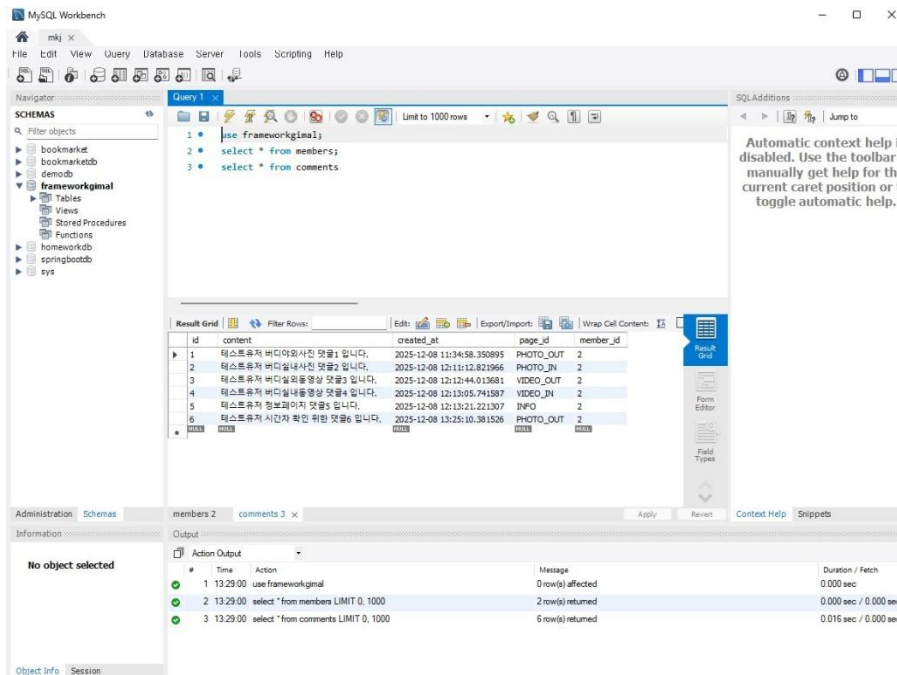 MySQL Workbench
mkj
File Edit View Query Database Server Tools Scripting Help
Navigator
SCHEMAS
Filter objects
bookmarket
bookmarketdb
demodb
frameworkgimal
Tables
Views
Stored Procedures
Functions
homeworkdb
springbootdb
sys
Administration Schemas
Information
No object selected
Object Info Session
Query 1
Limit to 1000 rows
1 use frameworkgimal;
2 select * from members;
3 select * from comments
Result Grid Filter Rows: Edit: Export/Import: Wrap Cell Content:
id content created_at page_id member_id
1 테스트유저 버디야외사진 댓글1 입니다. 2025-12-08 11:34:58.350895 PHOTO_OUT 2
2 테스트유저 버디실내사진 댓글2 입니다. 2025-12-08 12:11:12.821966 PHOTO_IN 2
3 테스트유저 버디실외동영상 댓글3 입니다. 2025-12-08 12:12:44.013681 VIDEO_OUT 2
4 테스트유저 버디실내동영상 댓글4 입니다. 2025-12-08 12:13:05.741587 VIDEO_IN 2
5 테스트유저 정보페이지 댓글5 입니다. 2025-12-08 12:13:21.221307 INFO 2
6 테스트유저 시간차 확인 위한 댓글6 입니다. 2025-12-08 13:25:10.381526 PHOTO_OUT 2
NULL NULL NULL NULL NULL
Result Grid
Form Editor
Field Types
members 2 comments 3 Apply Revert
SQLAdditions
Jump to
Automatic context help
disabled. Use the toolbar
manually get help for
current caret position or
toggle automatic help.
Context Help Snippets
Output
Action Output
# Time Action Message Duration / Fetch
1 13:29:00 use frameworkgimal 0 row(s) affected 0.000 sec
2 13:29:00 select * from members LIMIT 0, 1000 2 row(s) returned 0.000 sec / 0.000
3 13:29:00 select * from comments LIMIT 0, 1000 6 row(s) returned 0.016 sec / 0.000